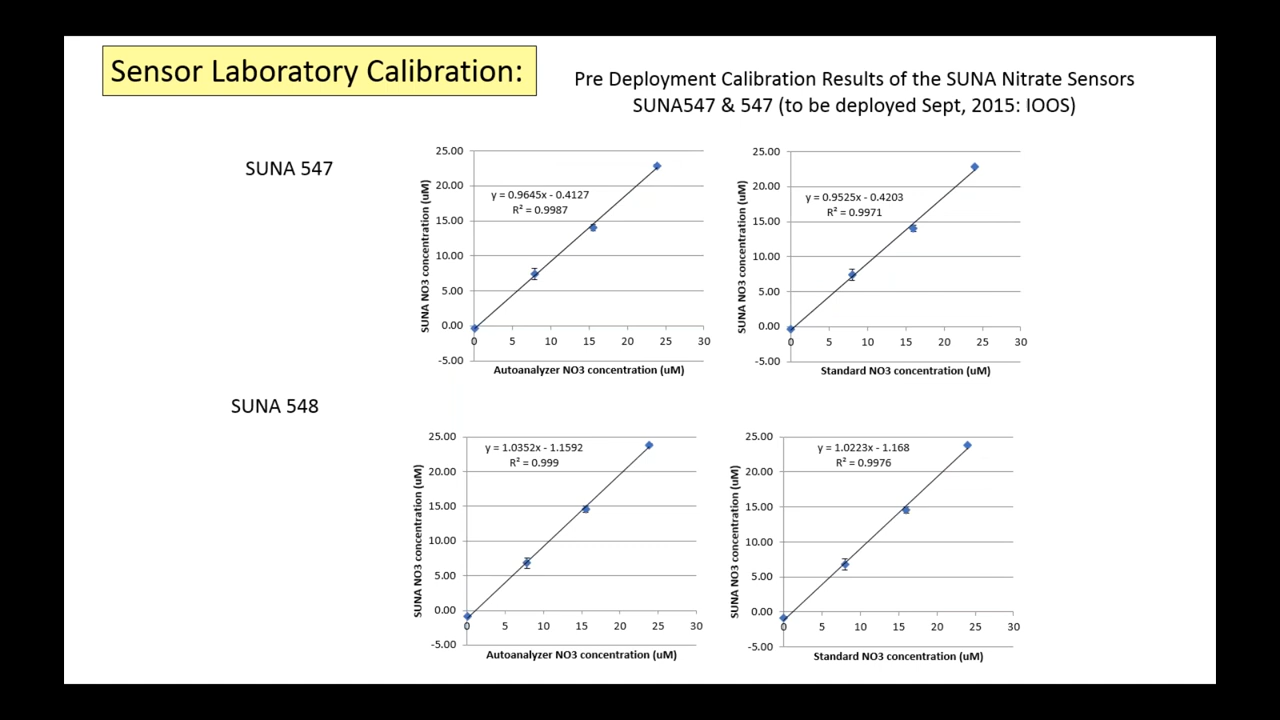 Sensor Laboratory Calibration:
Pre Deployment Calibration Results of the SUNA Nitrate Sensors
SUNA547 & 547 (to be deployed Sept, 2015: IOOS)
SUNA 547
SUNA NO3 concentration (uM)
25.00
20.00
15.00
10.00
5.00
0.00
-5.00
y = 0.9645x - 0.4127
R² = 0.9987
0 5 10 15 20 25 30
Autoanalyzer NO3 concentration (uM)
SUNA NO3 concentration (uM)
25.00
20.00
15.00
10.00
5.00
0.00
-5.00
y = 0.9525x - 0.4203
R² = 0.9971
0 5 10 15 20 25 30
Standard NO3 concentration (uM)
SUNA 548
SUNA NO3 concentration (uM)
25.00
20.00
15.00
10.00
5.00
0.00
-5.00
y = 1.0352x - 1.1592
R² = 0.999
0 5 10 15 20 25 30
Autoanalyzer NO3 concentration (uM)
SUNA NO3 concentration (uM)
25.00
20.00
15.00
10.00
5.00
0.00
-5.00
y = 1.0223x - 1.168
R² = 0.9976
0 5 10 15 20 25 30
Standard NO3 concentration (uM)